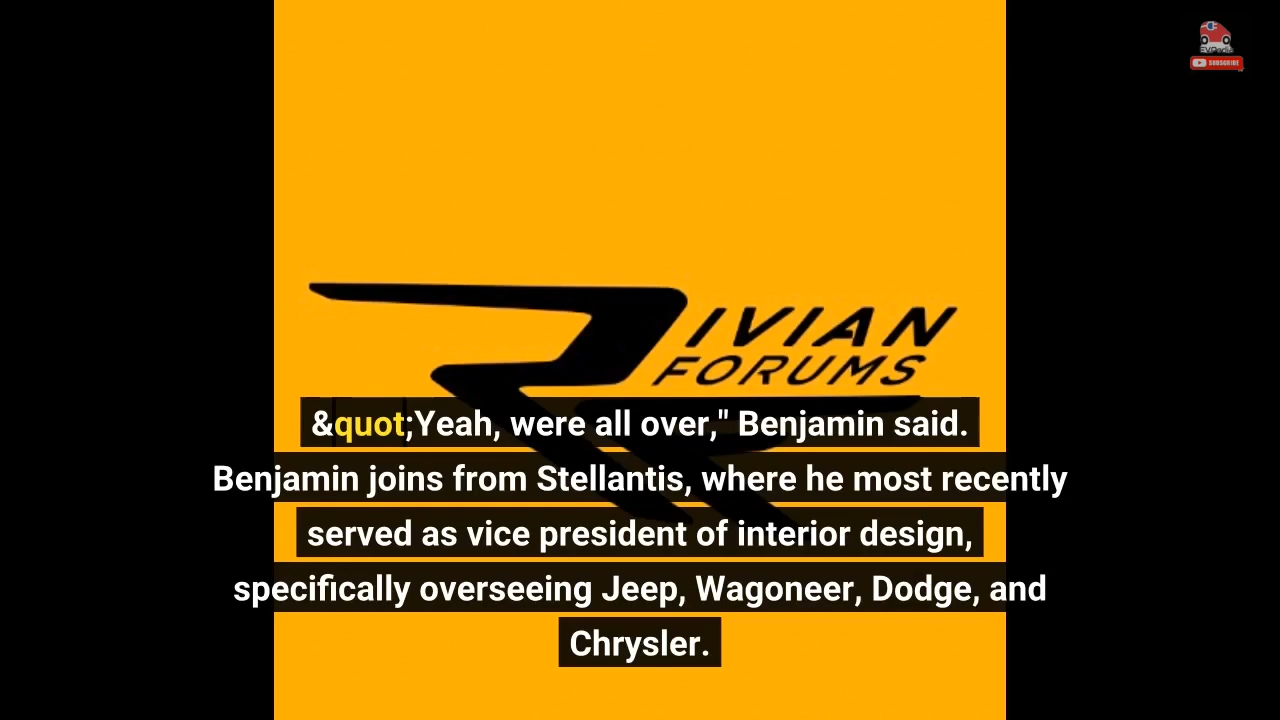 SUBSCRIBE
RIVIAN
FORUMS
&quot;Yeah, were all over," Benjamin said.
Benjamin joins from Stellantis, where he most recently
served as vice president of interior design,
specifically overseeing Jeep, Wagoneer, Dodge, and
Chrysler.